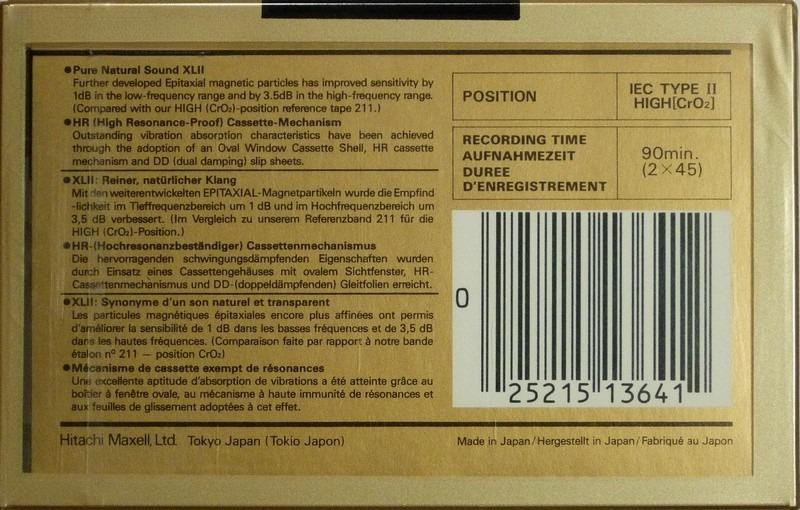 ●Pure Natural Sound XLII
Further developed Epitaxial magnetic particles has improved sensitivity by
1dB in the low-frequency range and by 3.5dB in the high-frequency range.
(Compared with our HIGH (CrO₂)-position reference tape 211.)
●HR (High Resonance-Proof) Cassette-Mechanism
Outstanding vibration absorption characteristics have been achieved
through the adoption of an Oval Window Cassette Shell, HR cassette
mechanism and DD (dual damping) slip sheets.
●XLII: Reiner, natürlicher Klang
Mit den weiterentwickelten EPITAXIAL-Magnetpartikeln wurde die Empfind
-lichkeit im Tieffrequenzbereich um 1 dB und im Hochfrequenzbereich um
3,5 dB verbessert. (Im Vergleich zu unserem Referenzband 211 für die
HIGH (CrO₂)-Position.)
●HR-(Hochresonanzbeständiger) Cassettenmechanismus
Die hervorragenden schwingungsdämpfenden Eigenschaften wurden
durch Einsatz eines Cassettengehäuses mit ovalem Sichtfenster, HR-
Cassettenmechanismus und DD-(doppeldämpfenden) Gleitfolien erreicht.
●XLII: Synonyme d'un son naturel et transparent
Les particules magnétiques épitaxiales encore plus affinées ont permis
d'améliorer la sensibilité de 1 dB dans les basses fréquences et de 3,5 dB
dans les hautes fréquences. (Comparaison faite par rapport à notre bande
étalon n° 211 — position CrO₂)
●Mécanisme de cassette exempt de résonances
Une excellente aptitude d'absorption de vibrations a été atteinte grâce au
boîtier à fenêtre ovale, au mécanisme à haute immunité de résonances et
aux feuilles de glissement adoptées à cet effet.
POSITION
IEC TYPE II
HIGH[CrO₂]
RECORDING TIME
AUFNAHMEZEIT
DUREE
D'ENREGISTREMENT
90min.
(2×45)
0 25215 13641
Hitachi Maxell, Ltd. Tokyo Japan (Tokio Japon)
Made in Japan/Hergestellt in Japan/Fabriqué au Japon